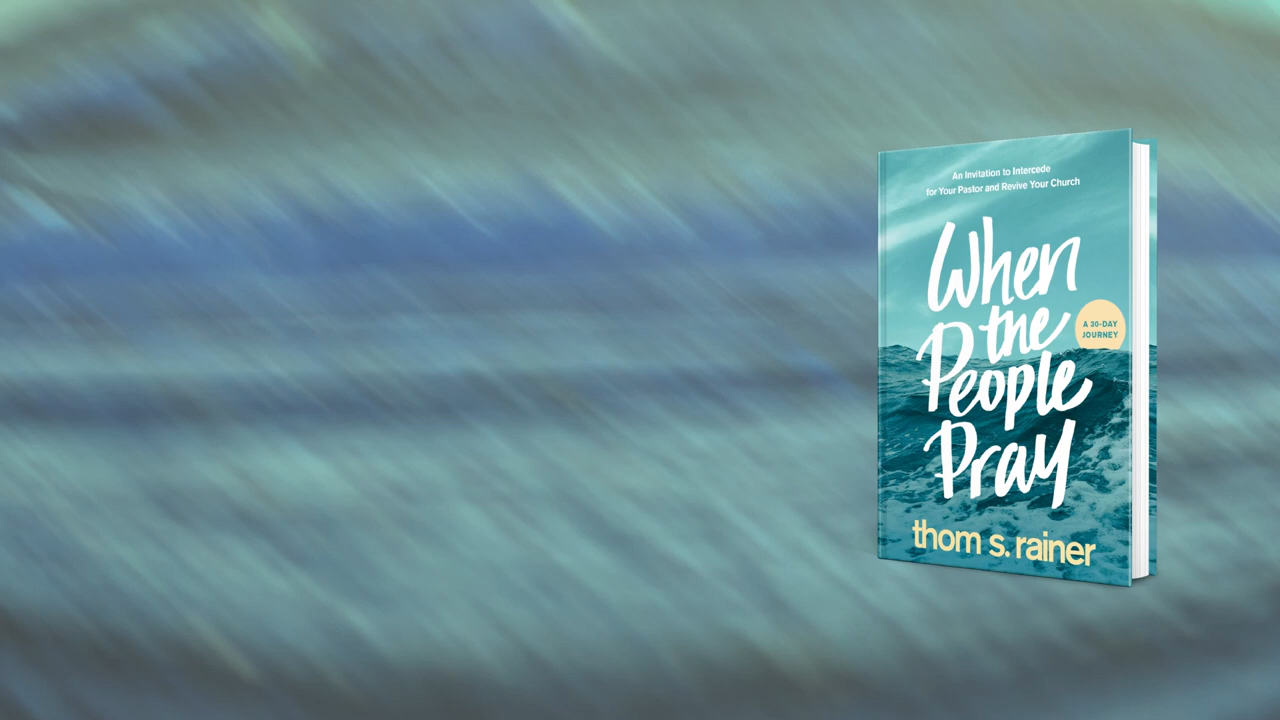 An Invitation to Intercede
for Your Pastor and Revive Your Church
When
the
People
Pray
A 30-DAY
JOURNEY
thom s. rainer